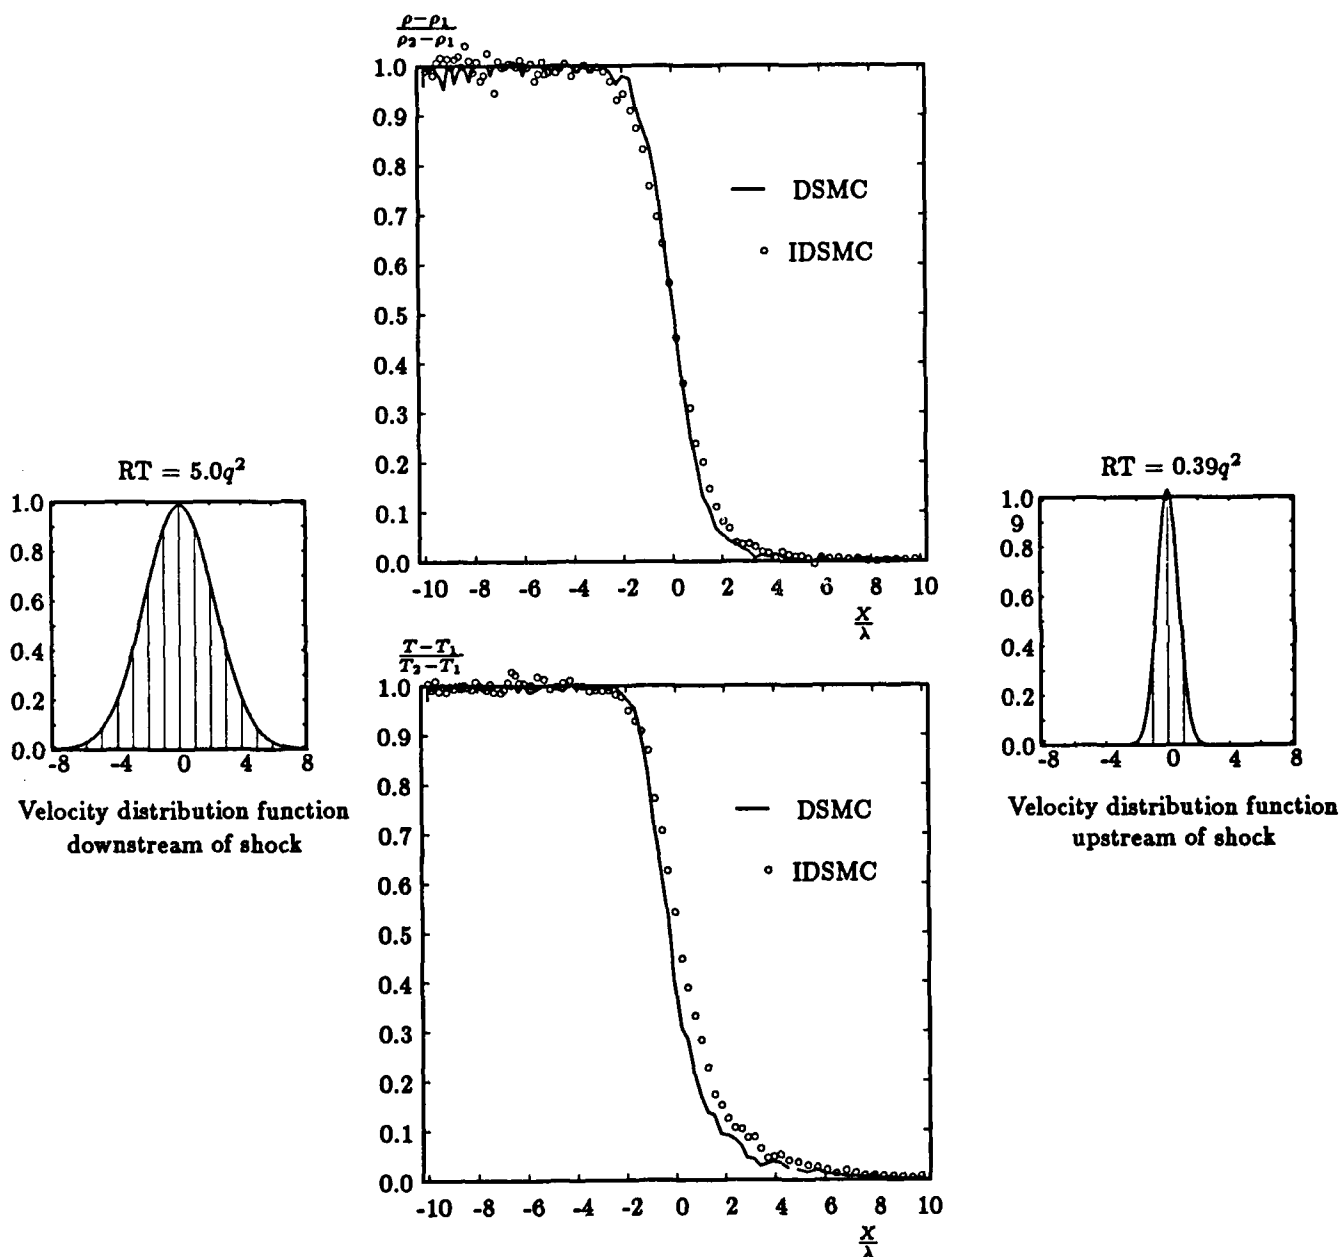 ρ−ρ₁
ρ₂−ρ₁
1.0
0.9
0.8
0.7
0.6
0.5
0.4
0.3
0.2
0.1
0.0
-10 -8 -6 -4 -2 0 2 4 6 8 10
X
λ
DSMC
IDSMC
RT = 5.0q²
1.0
0.8
0.6
0.4
0.2
0.0
-8 -4 0 4 8
Velocity distribution function
downstream of shock
T−T₁
T₂−T₁
1.0
0.9
0.8
0.7
0.6
0.5
0.4
0.3
0.2
0.1
0.0
-10 -8 -6 -4 -2 0 2 4 6 8 10
X
λ
DSMC
IDSMC
RT = 0.39q²
1.0
9
0.8
0.6
0.4
0.2
0.0
-8 -4 0 4 8
Velocity distribution function
upstream of shock